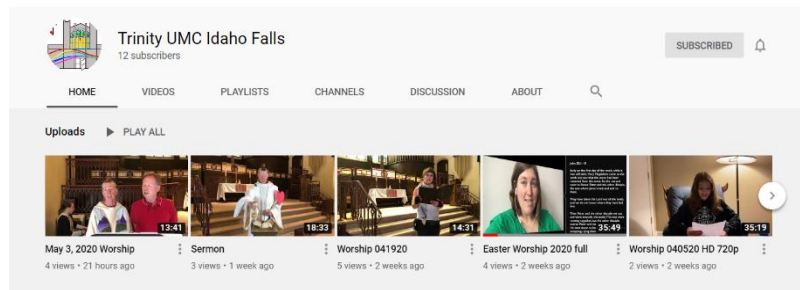 Trinity UMC Idaho Falls
12 subscribers
SUBSCRIBED
HOME VIDEOS PLAYLISTS CHANNELS DISCUSSION ABOUT
Uploads PLAY ALL
13:41 18:33 14:31 35:49 35:19
May 3, 2020 Worship
4 views • 21 hours ago
Sermon
3 views • 1 week ago
Worship 041920
5 views • 2 weeks ago
Easter Worship 2020 full
4 views • 2 weeks ago
Worship 040520 HD 720p
2 views • 2 weeks ago